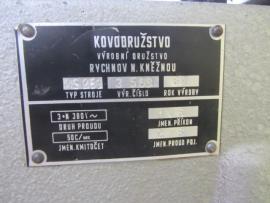 KOVODRUŽSTVO
VÝROBNÍ DRUŽSTVO
RYCHNOV N. KNĚŽNOU
TYP STROJE VÝR. ČÍSLO ROK VÝROBY
3×N 380V ~
DRUH PROUDU JMEN. PŘÍKON
50C/sec
JMEN. KMITOČET JMEN. PROUD POJ.